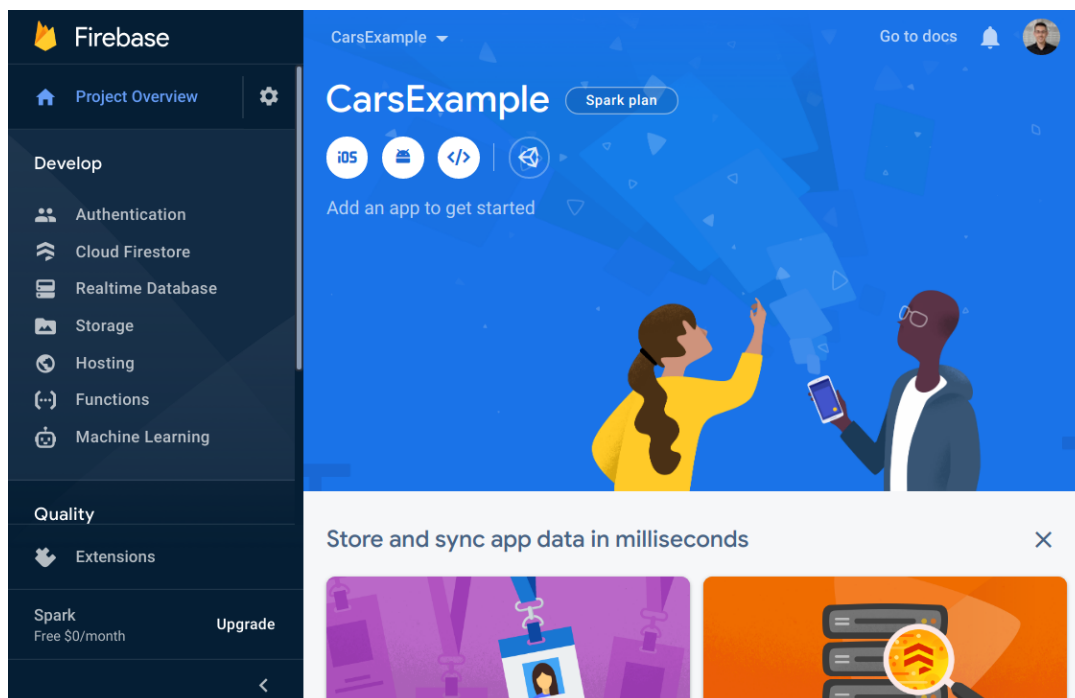 Firebase
CarsExample
Go to docs
Project Overview
CarsExample
Spark plan
iOS
</>
Add an app to get started
Develop
Authentication
Cloud Firestore
Realtime Database
Storage
Hosting
Functions
Machine Learning
Quality
Extensions
Spark
Free $0/month
Upgrade
Store and sync app data in milliseconds